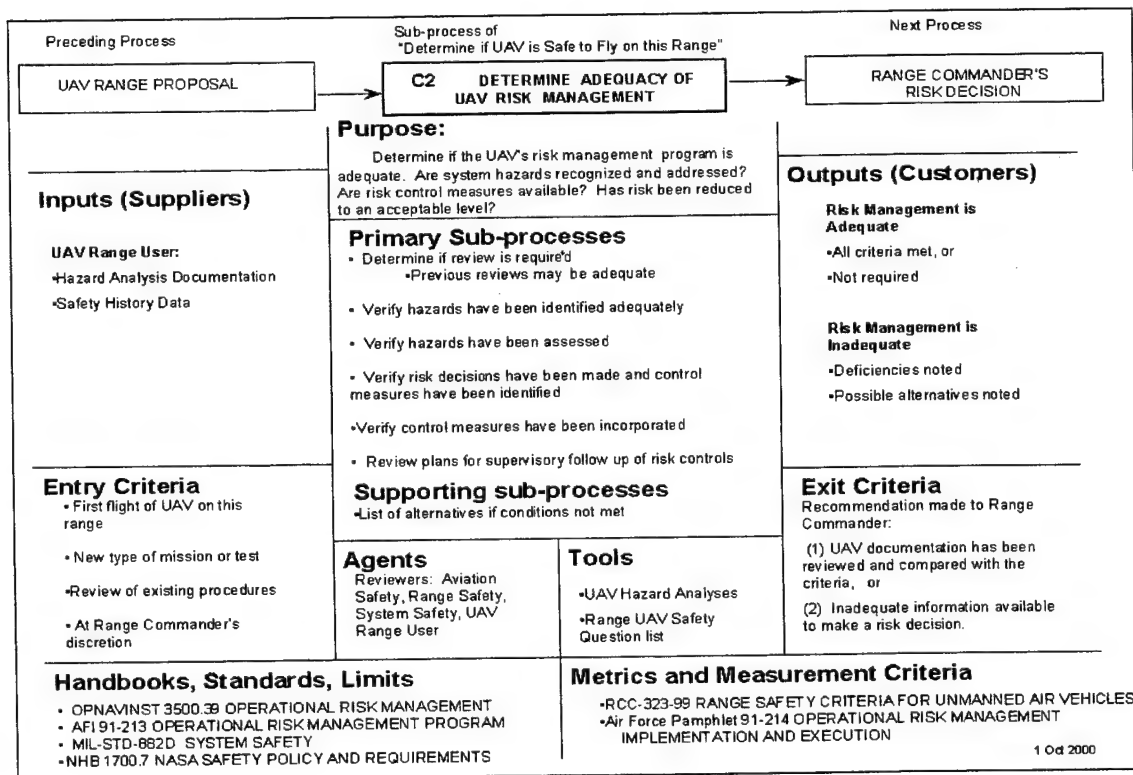 Preceding Process
Sub-process of
"Determine if UAV is Safe to Fly on this Range"
Next Process
UAV RANGE PROPOSAL
C2 DETERMINE ADEQUACY OF
UAV RISK MANAGEMENT
RANGE COMMANDER'S
RISK DECISION
Purpose:
Determine if the UAV's risk management program is
adequate. Are system hazards recognized and addressed?
Are risk control measures available? Has risk been reduced
to an acceptable level?
Inputs (Suppliers)
UAV Range User:
•Hazard Analysis Documentation
•Safety History Data
Primary Sub-processes
• Determine if review is require'd
•Previous reviews may be adequate
• Verify hazards have been identified adequately
• Verify hazards have been assessed
• Verify risk decisions have been made and control
measures have been identified
•Verify control measures have been incorporated
• Review plans for supervisory follow up of risk controls
Supporting sub-processes
•List of alternatives if conditions not met
Outputs (Customers)
Risk Management is
Adequate
•All criteria met, or
•Not required
Risk Management is
Inadequate
•Deficiencies noted
•Possible alternatives noted
Entry Criteria
• First flight of UAV on this
range
• New type of mission or test
•Review of existing procedures
• At Range Commander's
discretion
Agents
Reviewers: Aviation
Safety, Range Safety,
System Safety, UAV
Range User
Tools
•UAV Hazard Analyses
•Range UAV Safety
Question list
Exit Criteria
Recommendation made to Range
Commander:
(1) UAV documentation has been
reviewed and compared with the
criteria, or
(2) Inadequate information available
to make a risk decision.
Handbooks, Standards, Limits
• OPNAVINST 3500.39 OPERATIONAL RISK MANAGEMENT
• AFI 91-213 OPERATIONAL RISK MANAGEMENT PROGRAM
• MIL-STD-882D SYSTEM SAFETY
•NHB 1700.7 NASA SAFETY POLICY AND REQUIREMENTS
Metrics and Measurement Criteria
•RCC-323-99 RANGE SAFETY CRITERIA FOR UNMANNED AIR VEHICLES
•Air Force Pamphlet 91-214 OPERATIONAL RISK MANAGEMENT
IMPLEMENTATION AND EXECUTION
1 Oct 2000